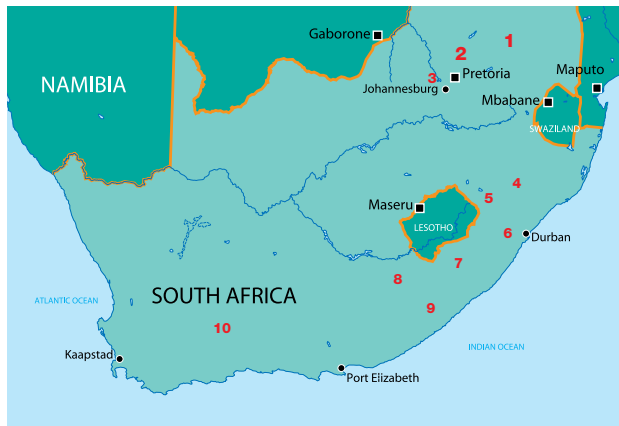 Gaborone
1
2
NAMIBIA
3
Pretoria
Maputo
Johannesburg
Mbabane
SWAZILAND
4
5
Maseru
LESOTHO
6
Durban
7
8
ATLANTIC OCEAN
SOUTH AFRICA
9
10
INDIAN OCEAN
Kaapstad
Port Elizabeth